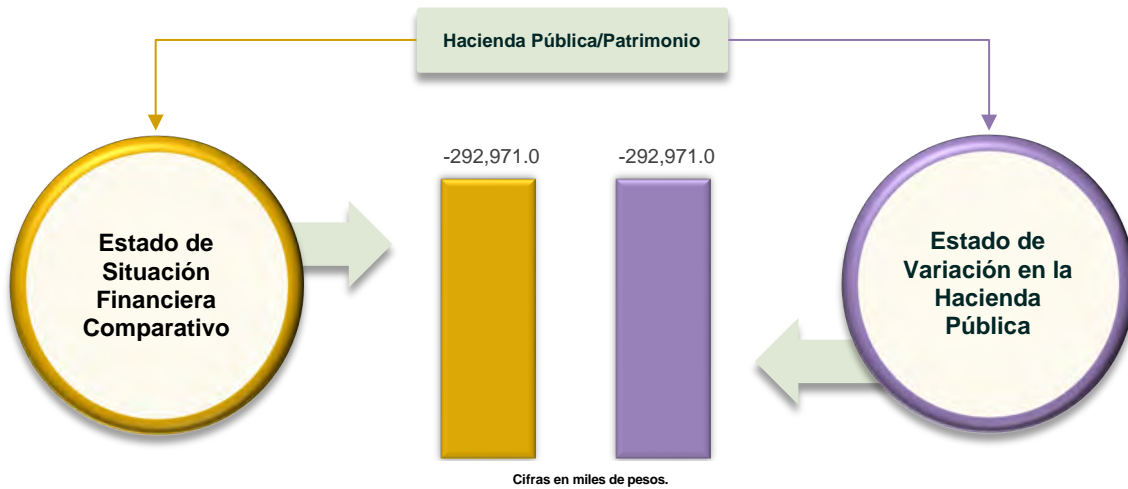 Hacienda Pública/Patrimonio
-292,971.0
-292,971.0
Estado de
Situación
Financiera
Comparativo
Estado de
Variación en la
Hacienda
Pública
Cifras en miles de pesos.